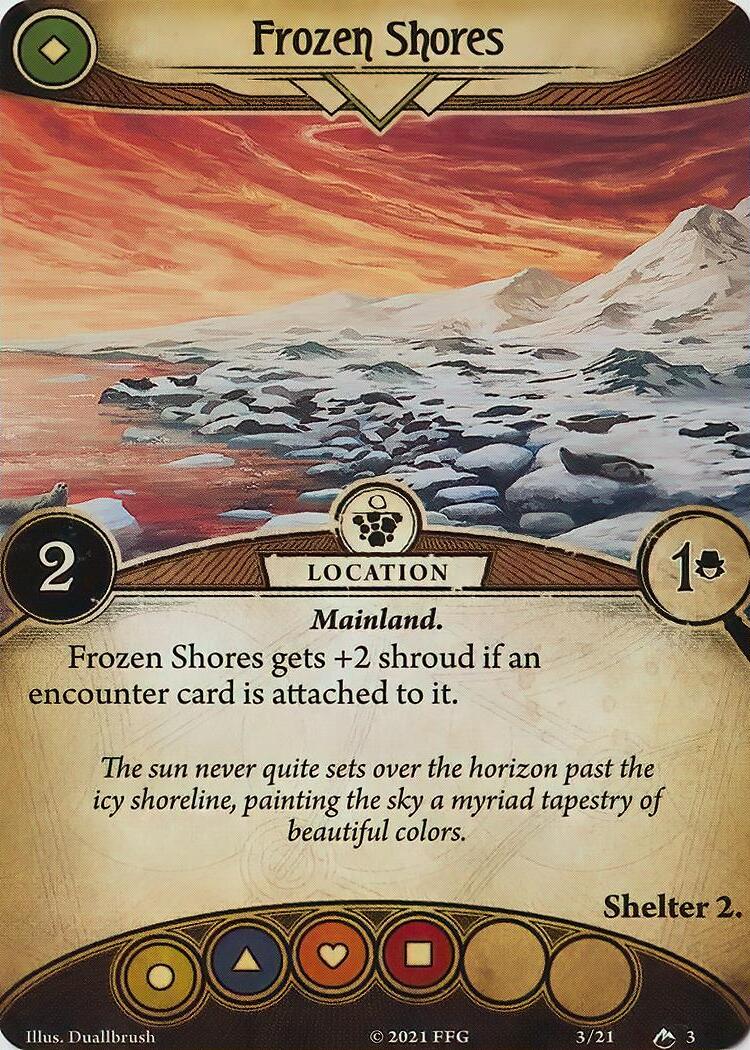 Frozen Shores
2
1
LOCATION
Mainland.
Frozen Shores gets +2 shroud if an
encounter card is attached to it.
The sun never quite sets over the horizon past the
icy shoreline, painting the sky a myriad tapestry of
beautiful colors.
Shelter 2.
Illus. Duallbrush © 2021 FFG 3/21 3